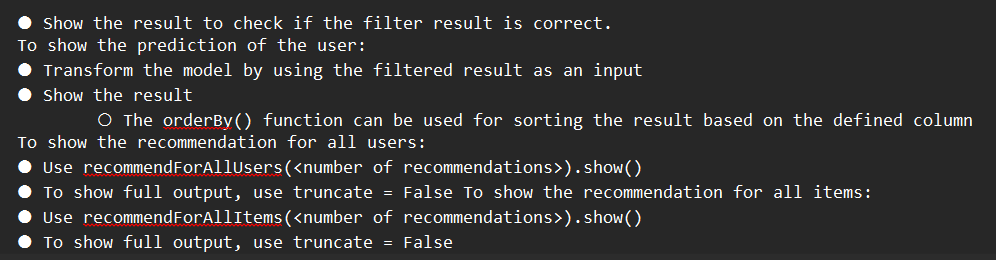 ● Show the result to check if the filter result is correct.
To show the prediction of the user:
● Transform the model by using the filtered result as an input
● Show the result
○ The orderBy() function can be used for sorting the result based on the defined column
To show the recommendation for all users:
● Use recommendForAllUsers(<number of recommendations>).show()
● To show full output, use truncate = False To show the recommendation for all items:
● Use recommendForAllItems(<number of recommendations>).show()
● To show full output, use truncate = False